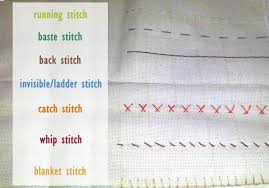 running stitch
baste stitch
back stitch
invisible/ladder stitch
catch stitch
whip stitch
blanket stitch